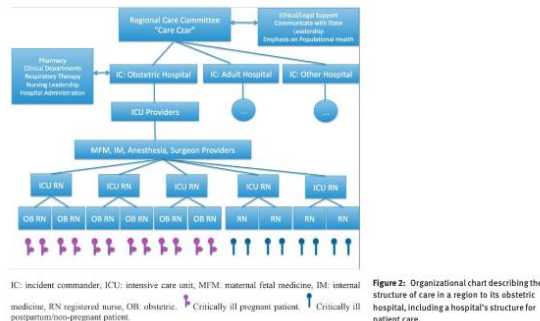 Regional Care Committee
"Care Czar"
Ethical/Legal Support
Communicate with State
Leadership
Emphasis on Populational Health
Pharmacy
Clinical Departments
Respiratory Therapy
Nursing Leadership
Hospital Administration
IC: Obstetric Hospital
IC: Adult Hospital
IC: Other Hospital
ICU Providers
MFM, IM, Anesthesia, Surgeon Providers
ICU RN ICU RN ICU RN ICU RN ICU RN
OB RN OB RN OB RN OB RN OB RN OB RN RN RN RN RN
IC: incident commander, ICU: intensive care unit, MFM: maternal fetal medicine, IM: internal
medicine, RN registered nurse, OB: obstetric. Critically ill pregnant patient. Critically ill
postpartum/non-pregnant patient.
Figure 2: Organizational chart describing the
structure of care in a region to its obstetric
hospital, including a hospital's structure for
patient care.